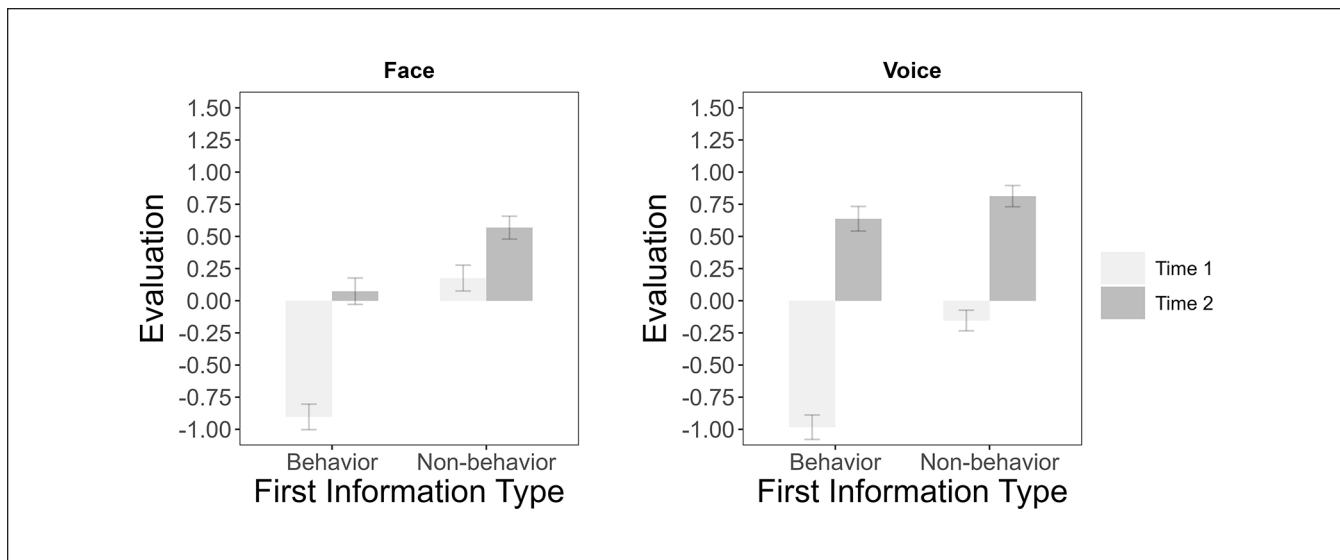 Face
Evaluation
1.50
1.25
1.00
0.75
0.50
0.25
0.00
-0.25
-0.50
-0.75
-1.00
Behavior Non-behavior
First Information Type
Voice
Evaluation
1.50
1.25
1.00
0.75
0.50
0.25
0.00
-0.25
-0.50
-0.75
-1.00
Behavior Non-behavior
First Information Type
Time 1
Time 2